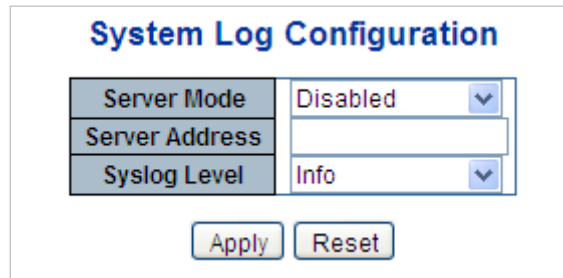 System Log Configuration
Server Mode Disabled
Server Address
Syslog Level Info
Apply Reset